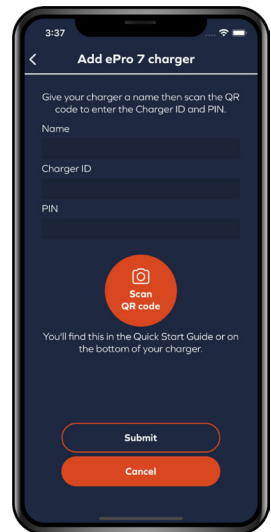 3:37
Add ePro 7 charger
Give your charger a name then scan the QR
code to enter the Charger ID and PIN.
Name
Charger ID
PIN
Scan
QR code
You'll find this in the Quick Start Guide or on
the bottom of your charger.
Submit
Cancel